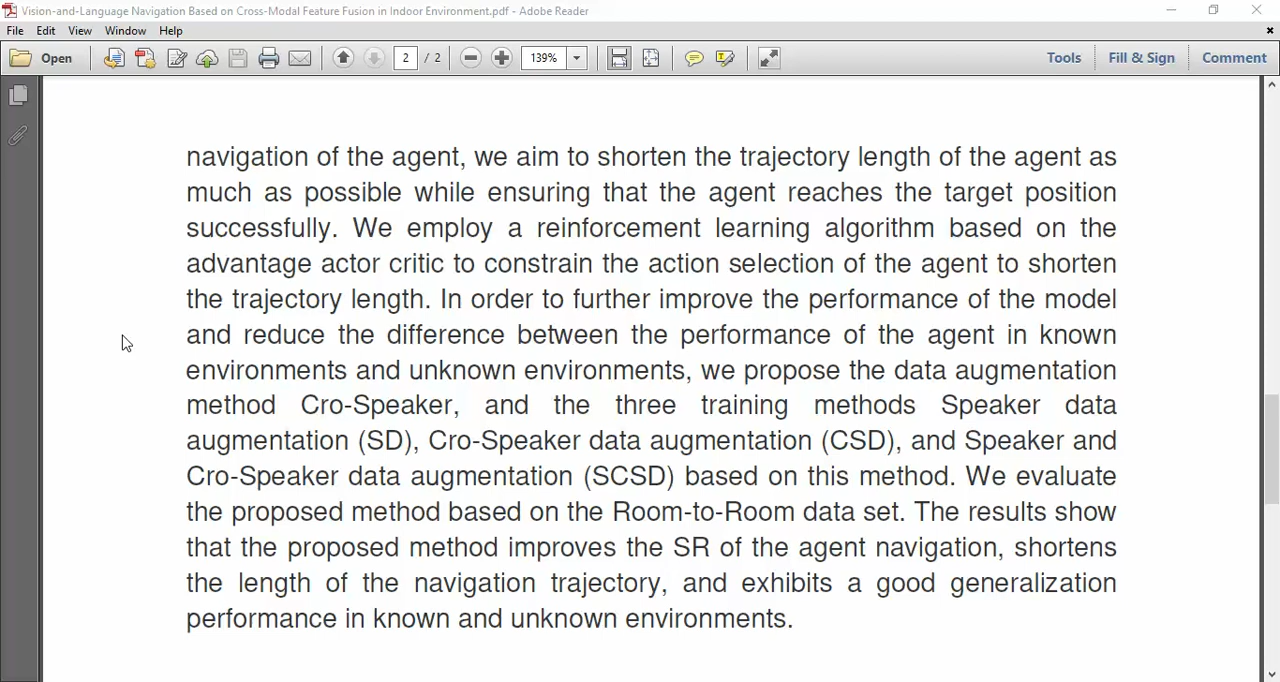 Vision-and-Language Navigation Based on Cross-Modal Feature Fusion in Indoor Environment.pdf - Adobe Reader
File Edit View Window Help
Open 2 / 2 139% Tools Fill & Sign Comment
navigation of the agent, we aim to shorten the trajectory length of the agent as
much as possible while ensuring that the agent reaches the target position
successfully. We employ a reinforcement learning algorithm based on the
advantage actor critic to constrain the action selection of the agent to shorten
the trajectory length. In order to further improve the performance of the model
and reduce the difference between the performance of the agent in known
environments and unknown environments, we propose the data augmentation
method Cro-Speaker, and the three training methods Speaker data
augmentation (SD), Cro-Speaker data augmentation (CSD), and Speaker and
Cro-Speaker data augmentation (SCSD) based on this method. We evaluate
the proposed method based on the Room-to-Room data set. The results show
that the proposed method improves the SR of the agent navigation, shortens
the length of the navigation trajectory, and exhibits a good generalization
performance in known and unknown environments.